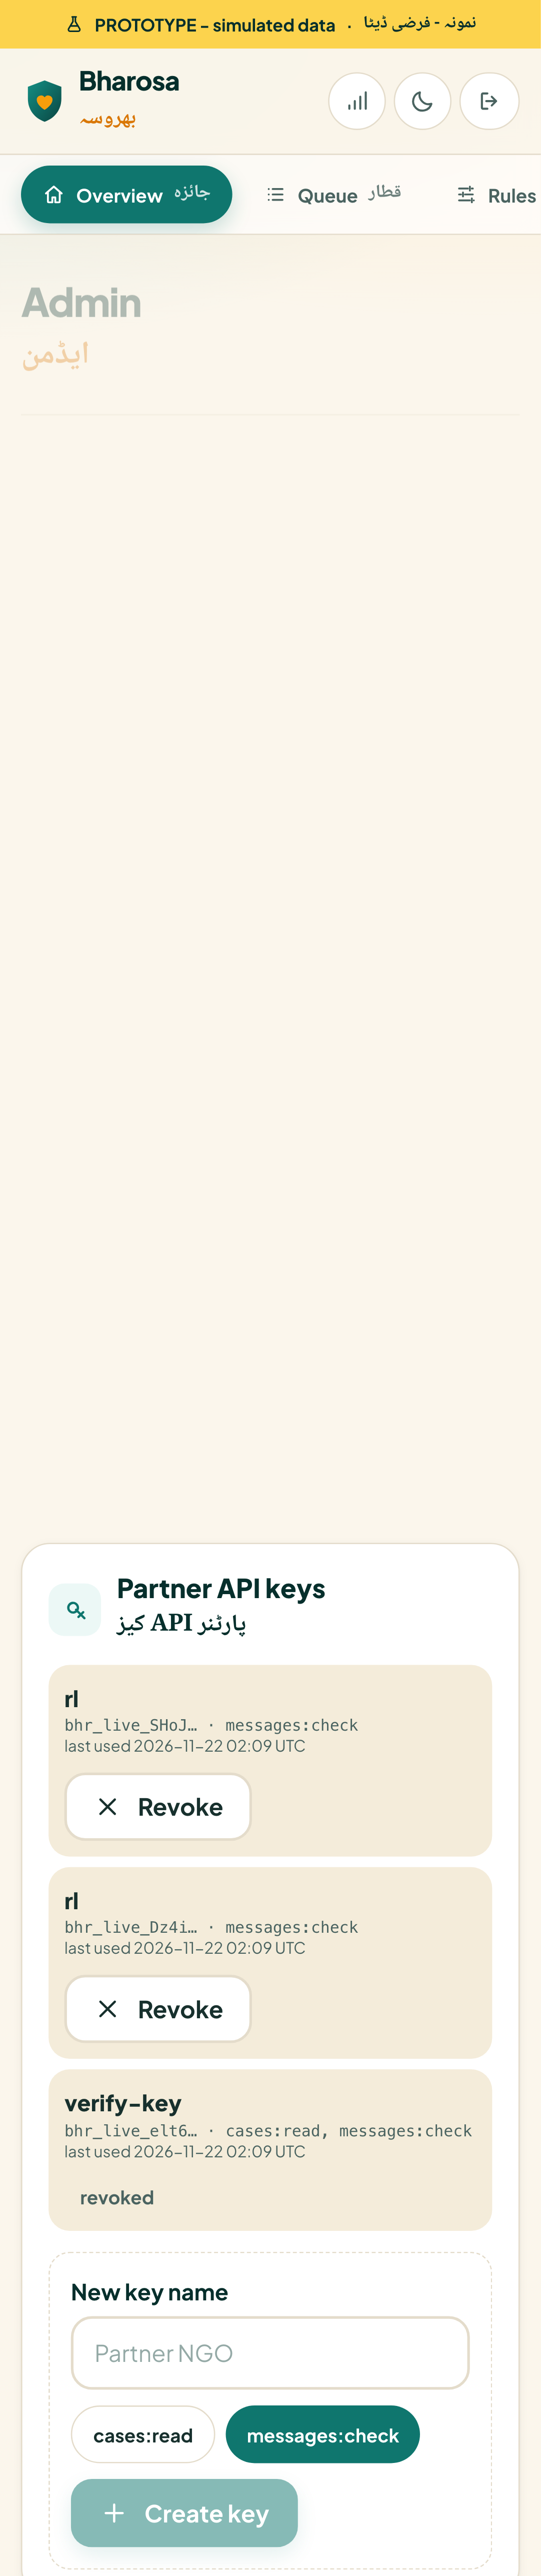 PROTOTYPE – simulated data · نمونہ - فرضی ڈیٹا
Bharosa
بھروسہ
Overview جائزہ Queue قطار Rules
Admin
ایڈمن
Partner API keys
پارٹنر API کیز
rl
bhr_live_SHoJ… · messages:check
last used 2026-11-22 02:09 UTC
Revoke
rl
bhr_live_Dz4i… · messages:check
last used 2026-11-22 02:09 UTC
Revoke
verify-key
bhr_live_elt6… · cases:read, messages:check
last used 2026-11-22 02:09 UTC
revoked
New key name
Partner NGO
cases:read messages:check
Create key